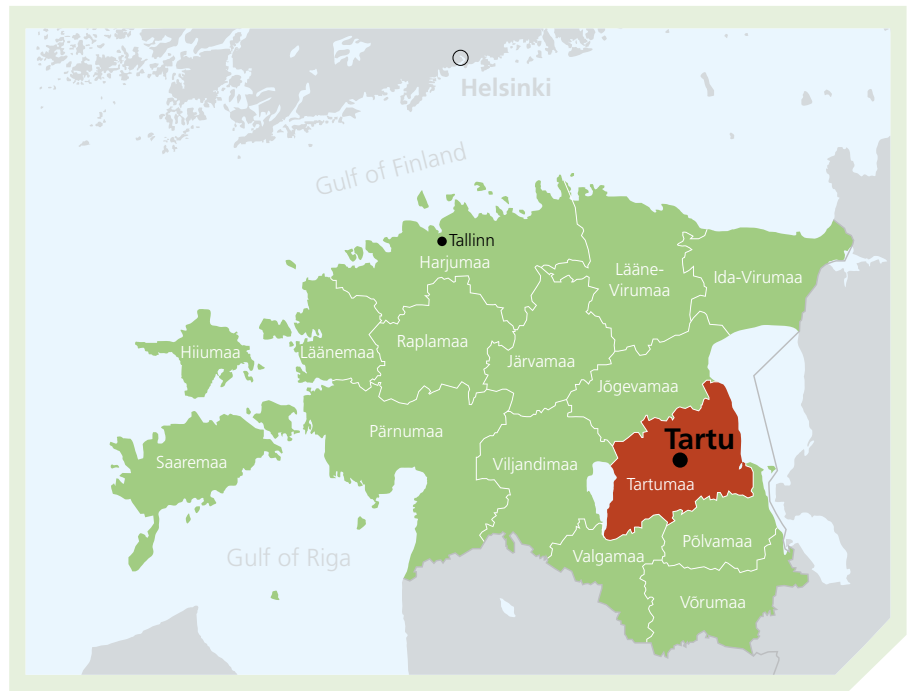 Helsinki
Gulf of Finland
Tallinn
Harjumaa
Lääne-
Virumaa
Ida-Virumaa
Hiiumaa
Läänemaa
Raplamaa
Järvamaa
Jõgevamaa
Pärnumaa
Tartu
Saaremaa
Viljandimaa
Tartumaa
Gulf of Riga
Valgamaa
Põlvamaa
Võrumaa